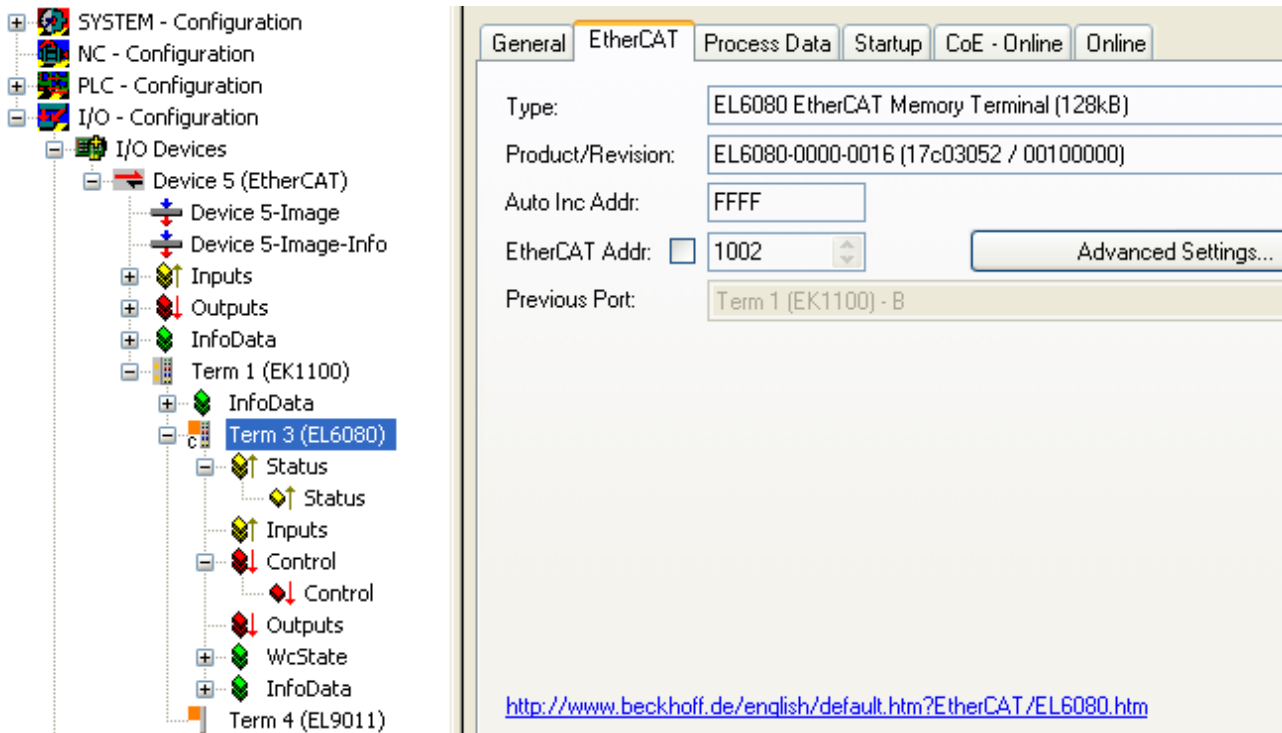 SYSTEM - Configuration
NC - Configuration
PLC - Configuration
I/O - Configuration
I/O Devices
Device 5 (EtherCAT)
Device 5-Image
Device 5-Image-Info
Inputs
Outputs
InfoData
Term 1 (EK1100)
InfoData
Term 3 (EL6080)
Status
Status
Inputs
Control
Control
Outputs
WcState
InfoData
Term 4 (EL9011)
General EtherCAT Process Data Startup CoE - Online Online
Type: EL6080 EtherCAT Memory Terminal (128kB)
Product/Revision: EL6080-0000-0016 (17c03052 / 00100000)
Auto Inc Addr: FFFF
EtherCAT Addr: 1002 Advanced Settings...
Previous Port: Term 1 (EK1100) - B
http://www.beckhoff.de/english/default.htm?EtherCAT/EL6080.htm